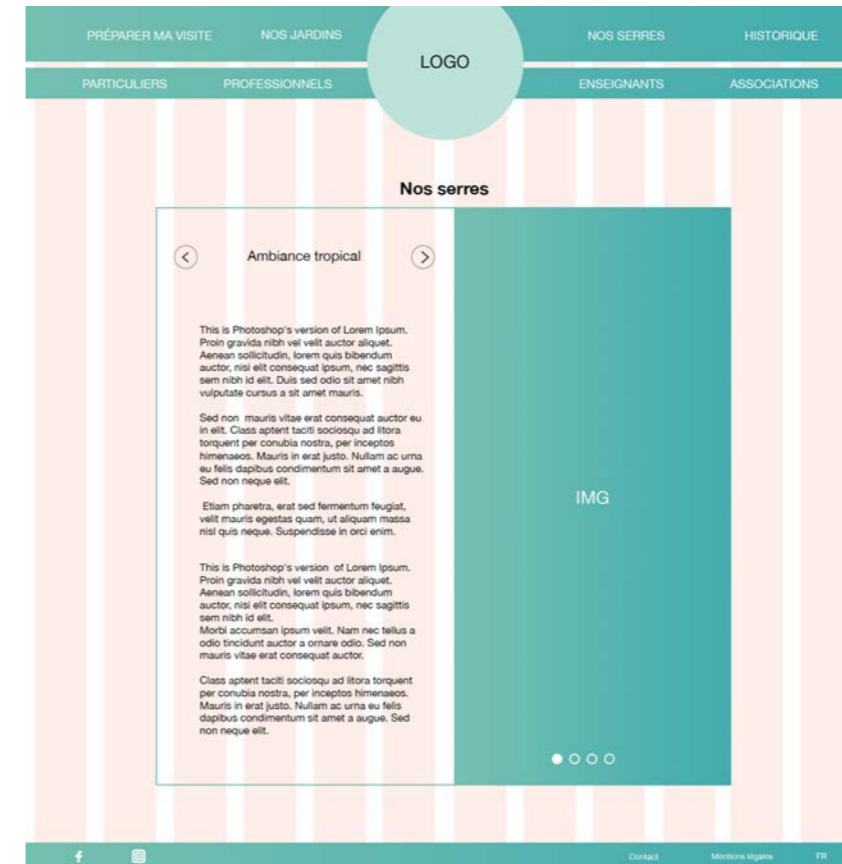 PRÉPARER MA VISITE
NOS JARDINS
LOGO
NOS SERRES
HISTORIQUE
PARTICULIERS
PROFESSIONNELS
ENSEIGNANTS
ASSOCIATIONS
Nos serres
Ambiance tropical
This is Photoshop's version of Lorem Ipsum.
Proin gravida nibh vel velit auctor aliquet.
Aenean sollicitudin, lorem quis bibendum
auctor, nisi elit consequat ipsum, nec sagittis
sem nibh id elit. Duis sed odio sit amet nibh
vulputate cursus a sit amet mauris.
Sed non mauris vitae erat consequat auctor eu
in elit. Class aptent taciti sociosqu ad litora
torquent per conubia nostra, per inceptos
himenaeos. Mauris in erat justo. Nullam ac urna
eu felis dapibus condimentum sit amet a augue.
Sed non neque elit.
Etiam pharetra, erat sed fermentum feugiat,
velit mauris egestas quam, ut aliquam massa
nisl quis neque. Suspendisse in orci enim.
This is Photoshop's version of Lorem Ipsum.
Proin gravida nibh vel velit auctor aliquet.
Aenean sollicitudin, lorem quis bibendum
auctor, nisi elit consequat ipsum, nec sagittis
sem nibh id elit.
Morbi accumsan ipsum velit. Nam nec tellus a
odio tincidunt auctor a ornare odio. Sed non
mauris vitae erat consequat auctor.
Class aptent taciti sociosqu ad litora torquent
per conubia nostra, per inceptos himenaeos.
Mauris in erat justo. Nullam ac urna eu felis
dapibus condimentum sit amet a augue. Sed
non neque elit.
IMG
Contact
Mentions légales
FR